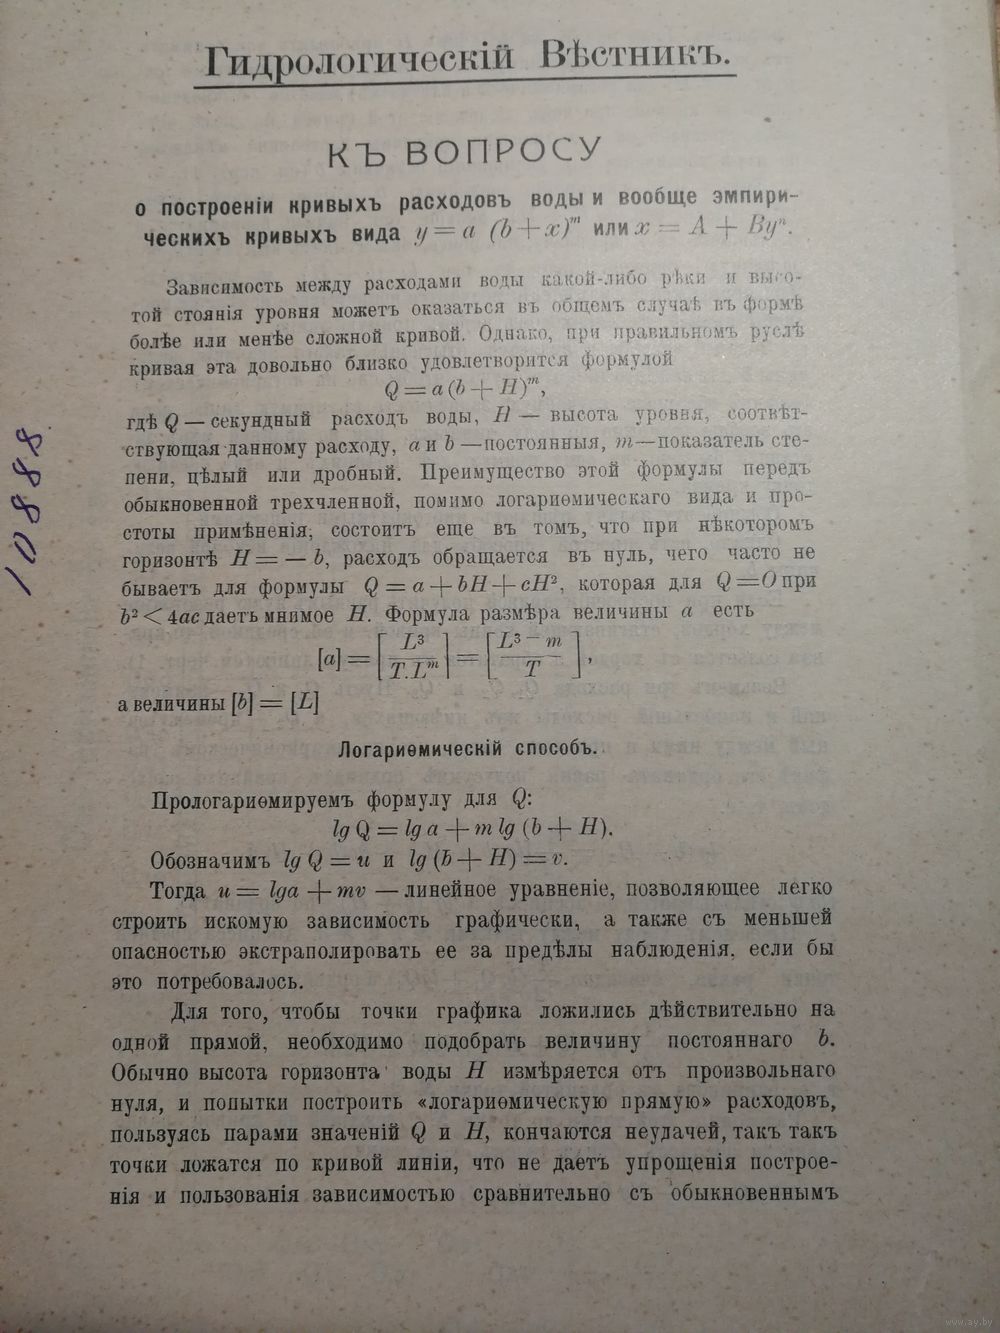 Гидрологическій Вѣстникъ.
КЪ ВОПРОСУ
о построеніи кривыхъ расходовъ воды и вообще эмпири-
ческихъ кривыхъ вида y = a (b + x)ᵐ или x = A + Byⁿ.
Зависимость между расходами воды какой-либо рѣки и высо-
той стоянія уровня можетъ оказаться въ общемъ случаѣ въ формѣ
болѣе или менѣе сложной кривой. Однако, при правильномъ руслѣ
кривая эта довольно близко удовлетворится формулой
Q = a (b + H)ᵐ,
гдѣ Q — секундный расходъ воды, H — высота уровня, соотвѣт-
ствующая данному расходу, a и b — постоянныя, m — показатель сте-
пени, цѣлый или дробный. Преимущество этой формулы передъ
обыкновенной трехчленной, помимо логариѳмическаго вида и про-
стоты примѣненія, состоитъ еще въ томъ, что при нѣкоторомъ
горизонтѣ H = — b, расходъ обращается въ нуль, чего часто не
бываетъ для формулы Q = a + bH + cH², которая для Q = O при
b² < 4ac даетъ мнимое H. Формула размѣра величины a есть
[a] = [L³ / T.Lᵐ] = [L³ ⁻ ᵐ / T],
а величины [b] = [L]
Логариѳмическій способъ.
Прологариѳмируемъ формулу для Q:
lg Q = lg a + m lg (b + H).
Обозначимъ lg Q = u и lg (b + H) = v.
Тогда u = lga + mv — линейное уравненіе, позволяющее легко
строить искомую зависимость графически, а также съ меньшей
опасностью экстраполировать ее за предѣлы наблюденія, если бы
это потребовалось.
Для того, чтобы точки графика ложились дѣйствительно на
одной прямой, необходимо подобрать величину постояннаго b.
Обычно высота горизонта воды H измѣряется отъ произвольнаго
нуля, и попытки построить «логариѳмическую прямую» расходовъ,
пользуясь парами значеній Q и H, кончаются неудачей, такъ такъ
точки ложатся по кривой линіи, что не даетъ упрощенія построе-
нія и пользованія зависимостью сравнительно съ обыкновеннымъ
10888
www.ay.by